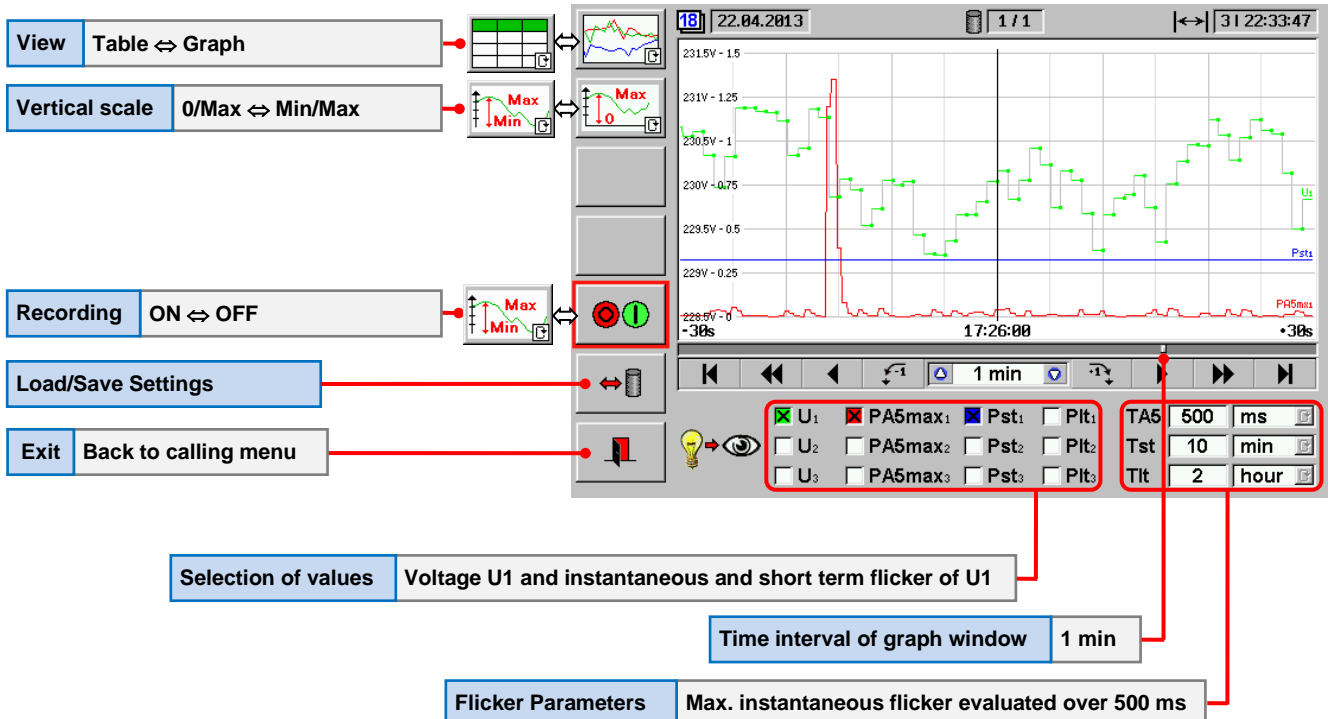 18 22.04.2013 1/1 3 | 22:33:47
View Table ⇔ Graph
Vertical scale 0/Max ⇔ Min/Max
Max
Min
Max
0
231.5V - 1.5
231V - 1.25
230.5V - 1
230V - 0.75
229.5V - 0.5
229V - 0.25
228.5V - 0
U1
Pst1
PA5mx1
-30s 17:26:00 •30s
Recording ON ⇔ OFF
Max
Min
-1 1 min ·1
Load/Save Settings
Exit Back to calling menu
U1 PA5max1 Pst1 Plt1 TA5 500 ms
U2 PA5max2 Pst2 Plt2 Tst 10 min
U3 PA5max3 Pst3 Plt3 Tlt 2 hour
Selection of values Voltage U1 and instantaneous and short term flicker of U1
Time interval of graph window 1 min
Flicker Parameters Max. instantaneous flicker evaluated over 500 ms